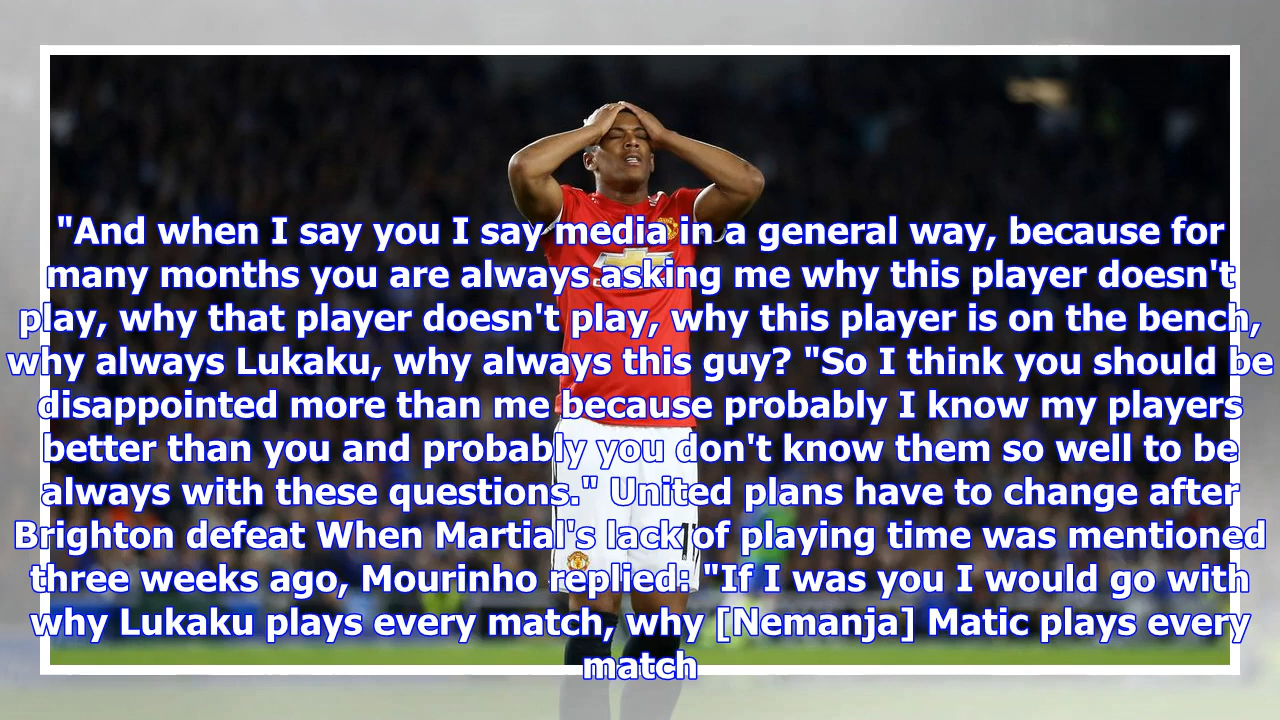 "And when I say you I say media in a general way, because for
many months you are always asking me why this player doesn't
play, why that player doesn't play, why this player is on the bench,
why always Lukaku, why always this guy? "So I think you should be
disappointed more than me because probably I know my players
better than you and probably you don't know them so well to be
always with these questions." United plans have to change after
Brighton defeat When Martial's lack of playing time was mentioned
three weeks ago, Mourinho replied: "If I was you I would go with
why Lukaku plays every match, why [Nemanja] Matic plays every
match